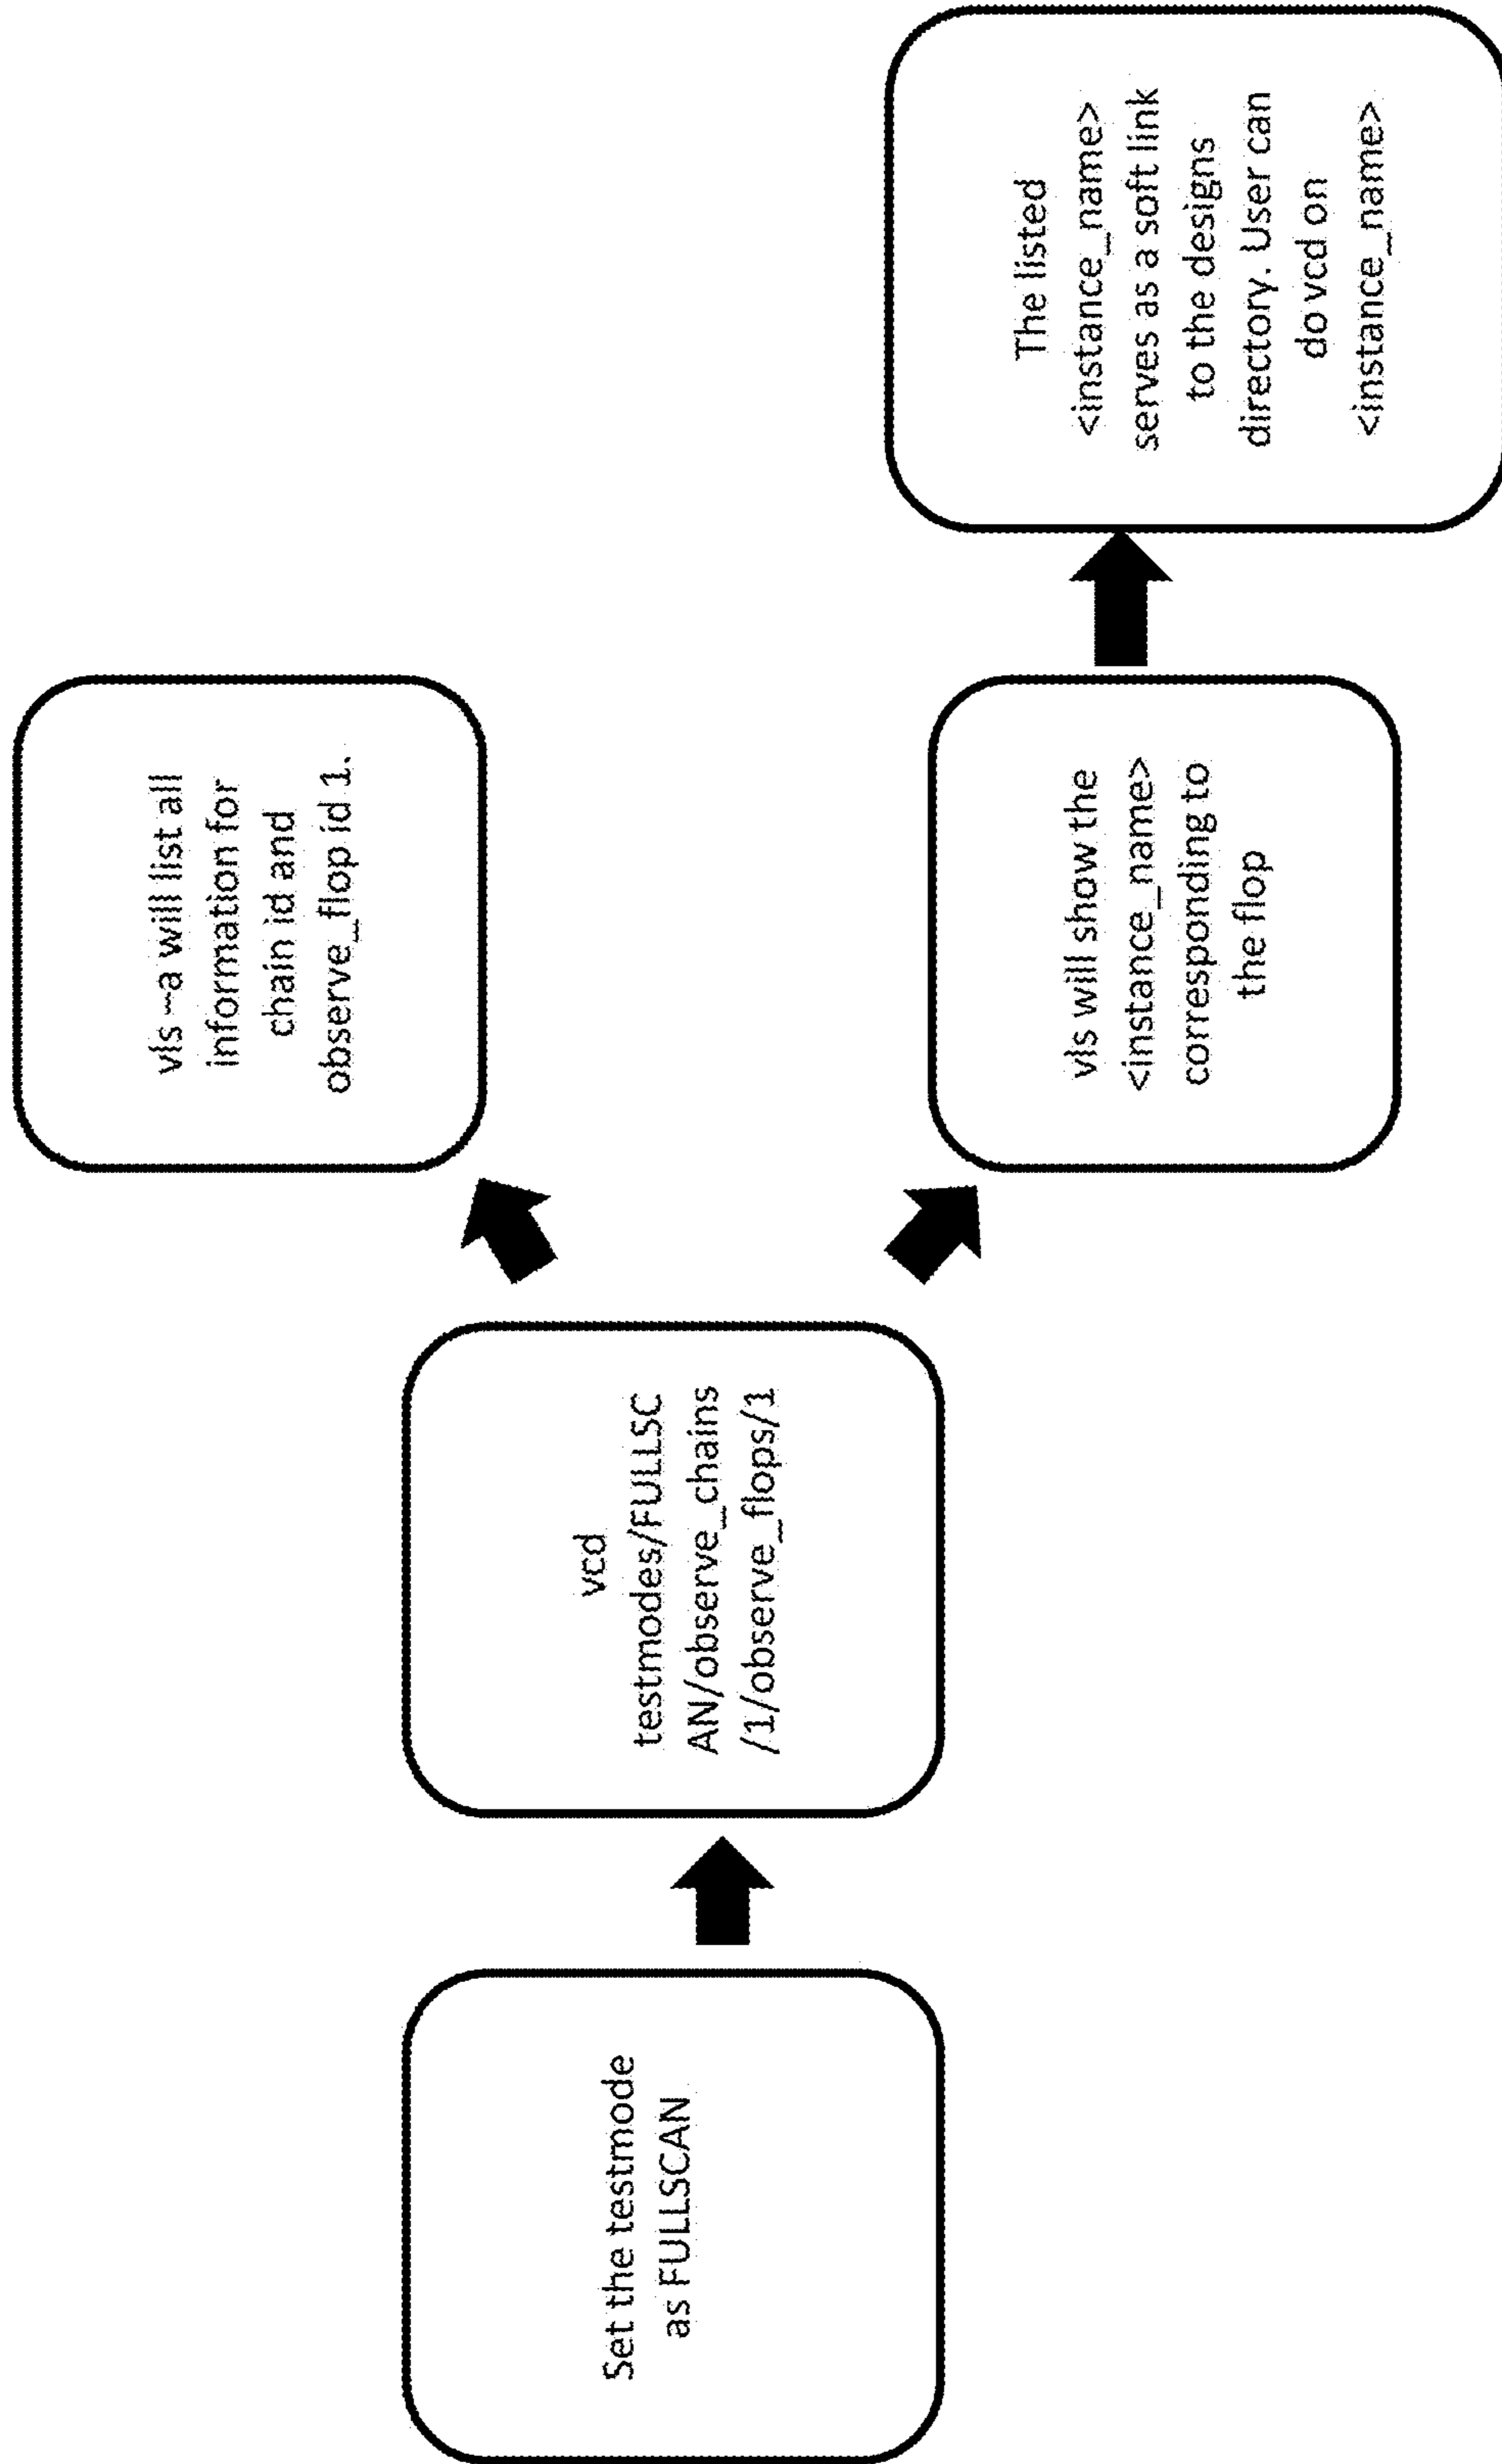 Set the testmode
as FULLSCAN
vcd
testmodes/FULLSC
AN/observe_chains
/1/observe_flops/1
vls –a will list all
information for
chain id and
observe_flop id 1.
vls will show the
<instance_name>
corresponding to
the flop
The listed
<instance_name>
serves as a soft link
to the designs
directory. User can
do vcd on
<instance_name>